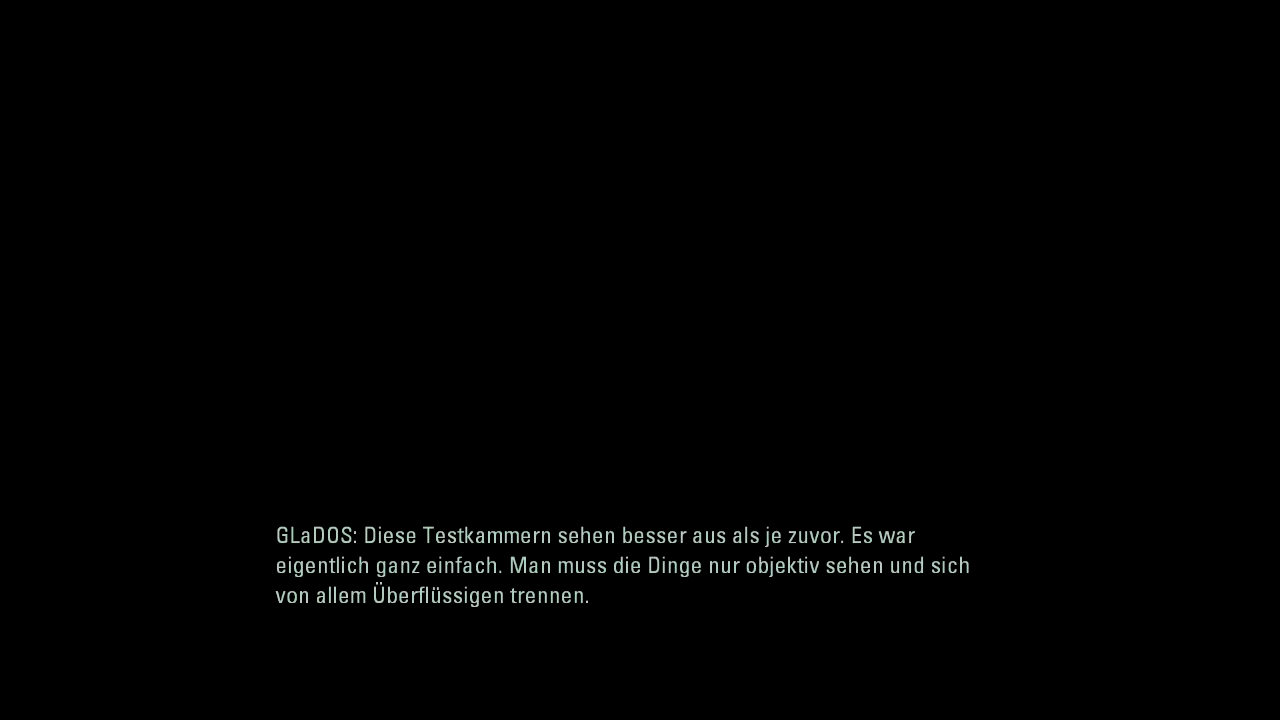 GLaDOS: Diese Testkammern sehen besser aus als je zuvor. Es war
eigentlich ganz einfach. Man muss die Dinge nur objektiv sehen und sich
von allem Überflüssigen trennen.